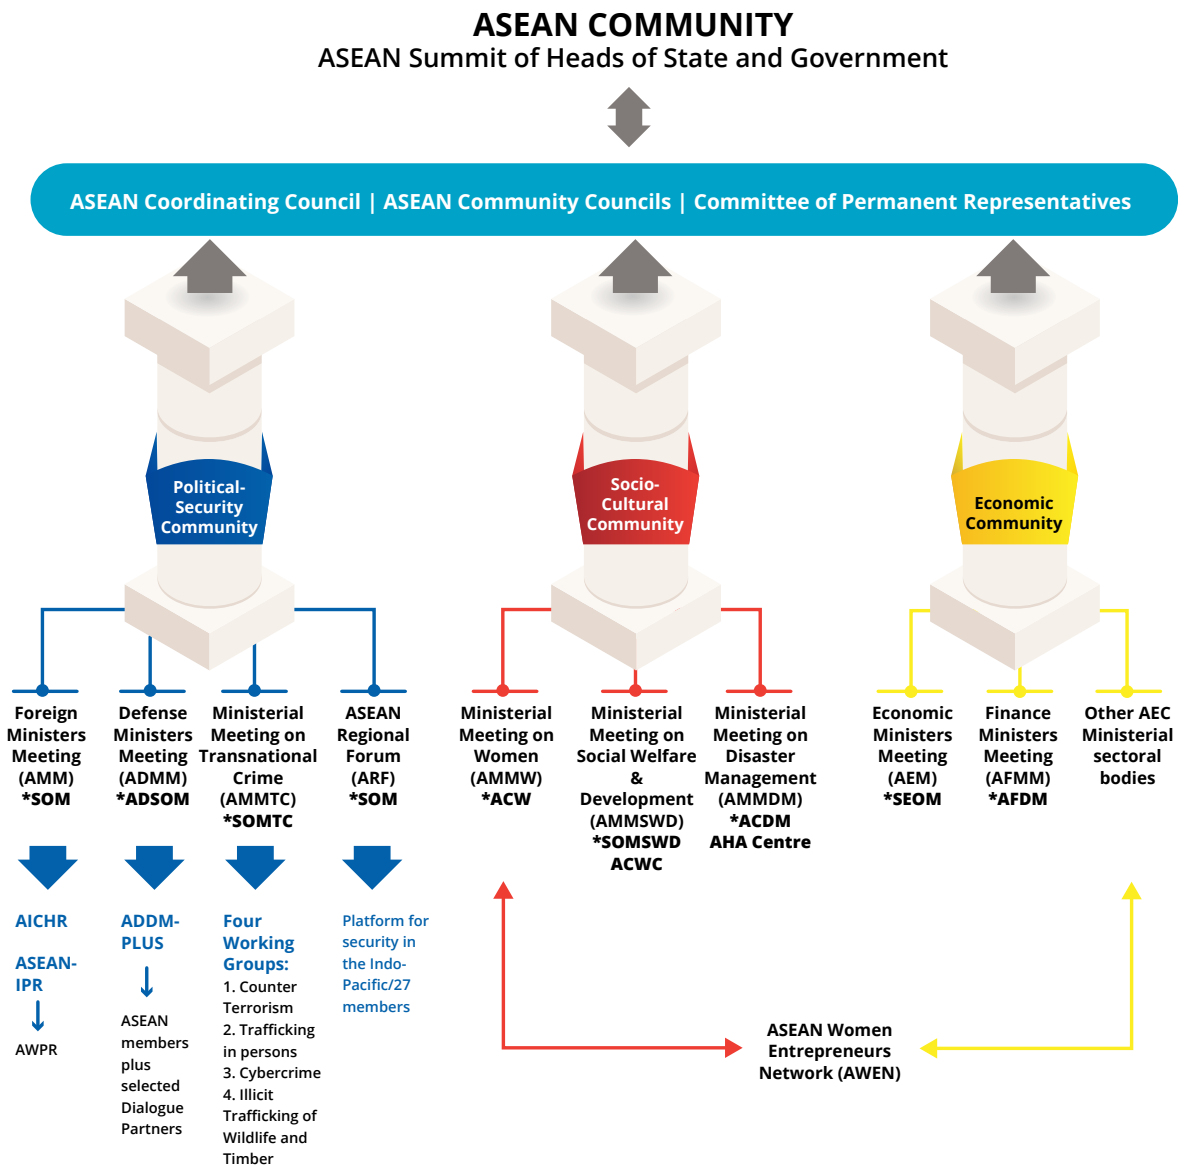 ASEAN COMMUNITY
ASEAN Summit of Heads of State and Government
ASEAN Coordinating Council | ASEAN Community Councils | Committee of Permanent Representatives
Political-
Security
Community
Socio-
Cultural
Community
Economic
Community
Foreign
Ministers
Meeting
(AMM)
*SOM
Defense
Ministers
Meeting
(ADMM)
*ADSOM
Ministerial
Meeting on
Transnational
Crime
(AMMTC)
*SOMTC
ASEAN
Regional
Forum
(ARF)
*SOM
Ministerial
Meeting on
Women
(AMMW)
*ACW
Ministerial
Meeting on
Social Welfare
&
Development
(AMMSWD)
*SOMSWD
ACWC
Ministerial
Meeting on
Disaster
Management
(AMMDM)
*ACDM
AHA Centre
Economic
Ministers
Meeting
(AEM)
*SEOM
Finance
Ministers
Meeting
(AFMM)
*AFDM
Other AEC
Ministerial
sectoral
bodies
AICHR
ASEAN-
IPR
AWPR
ADDM-
PLUS
ASEAN
members
plus
selected
Dialogue
Partners
Four
Working
Groups:
1. Counter
Terrorism
2. Trafficking
in persons
3. Cybercrime
4. Illicit
Trafficking of
Wildlife and
Timber
Platform for
security in
the Indo-
Pacific/27
members
ASEAN Women
Entrepreneurs
Network (AWEN)